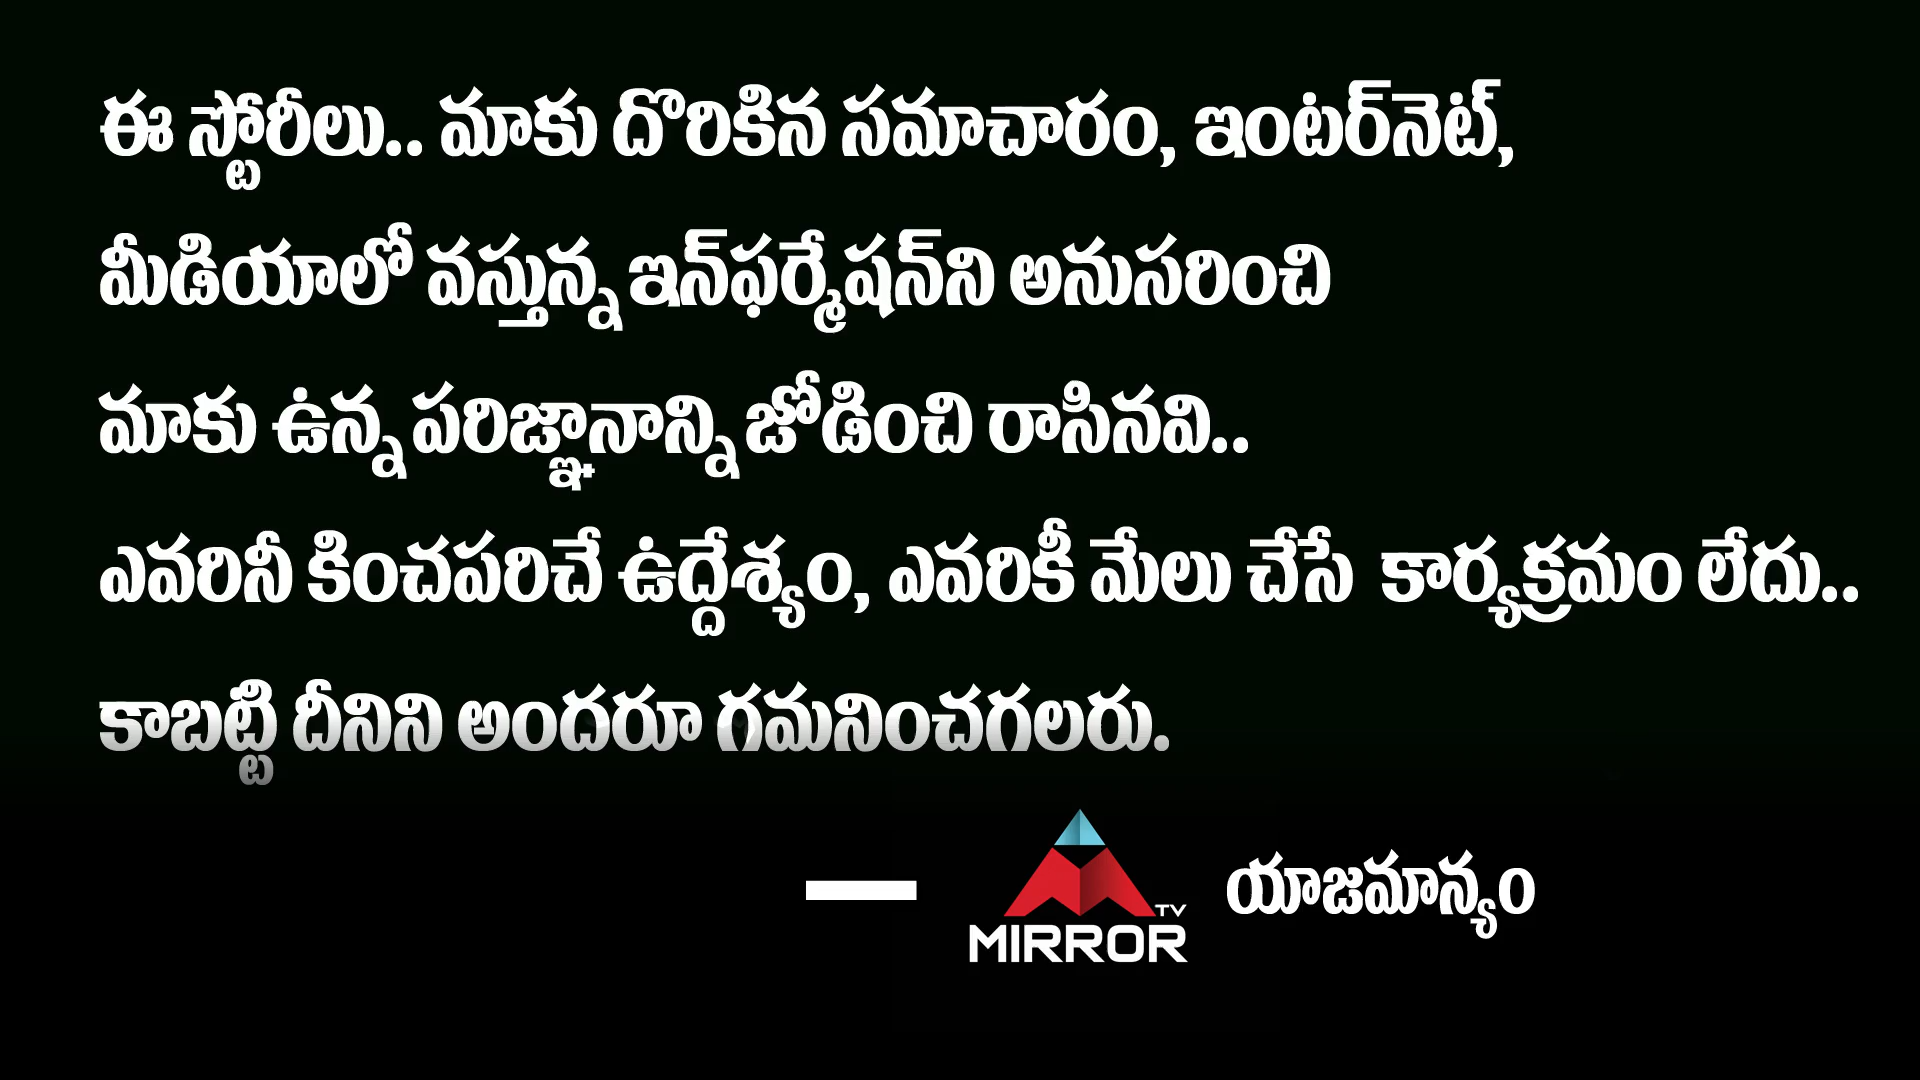 ఈ స్టోరీలు.. మాకు దొరికిన సమాచారం, ఇంటర్‌నెట్,
మీడియాలో వస్తున్న ఇన్‌ఫర్మేషన్‌ని అనుసరించి
మాకు ఉన్న పరిజ్ఞానాన్ని జోడించి రాసినవి..
ఎవరినీ కించపరిచే ఉద్దేశ్యం, ఎవరికీ మేలు చేసే కార్యక్రమం లేదు..
కాబట్టి దీనిని అందరూ గమనించగలరు.
— MIRROR TV యాజమాన్యం